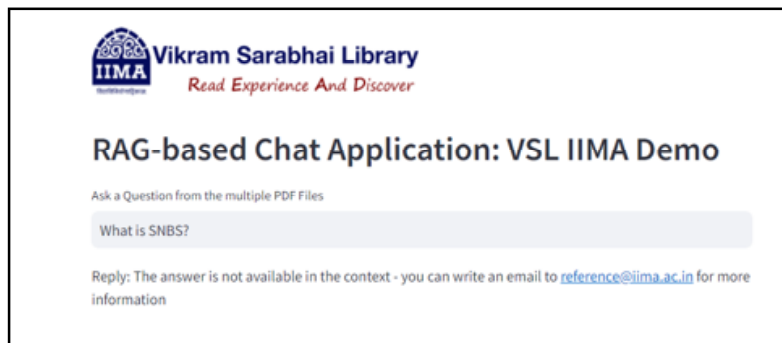 IIMA
Vikram Sarabhai Library
Read Experience And Discover
RAG-based Chat Application: VSL IIMA Demo
Ask a Question from the multiple PDF Files
What is SNBS?
Reply: The answer is not available in the context - you can write an email to reference@iima.ac.in for more
information